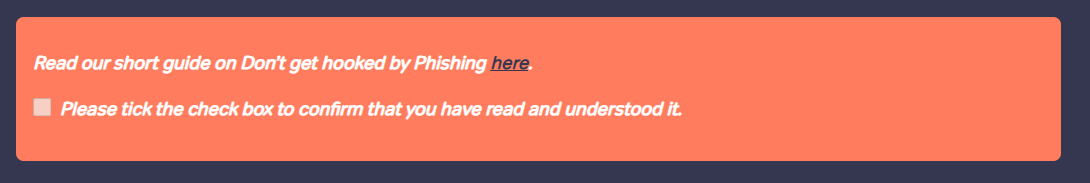 Read our short guide on Don't get hooked by Phishing here.
Please tick the check box to confirm that you have read and understood it.